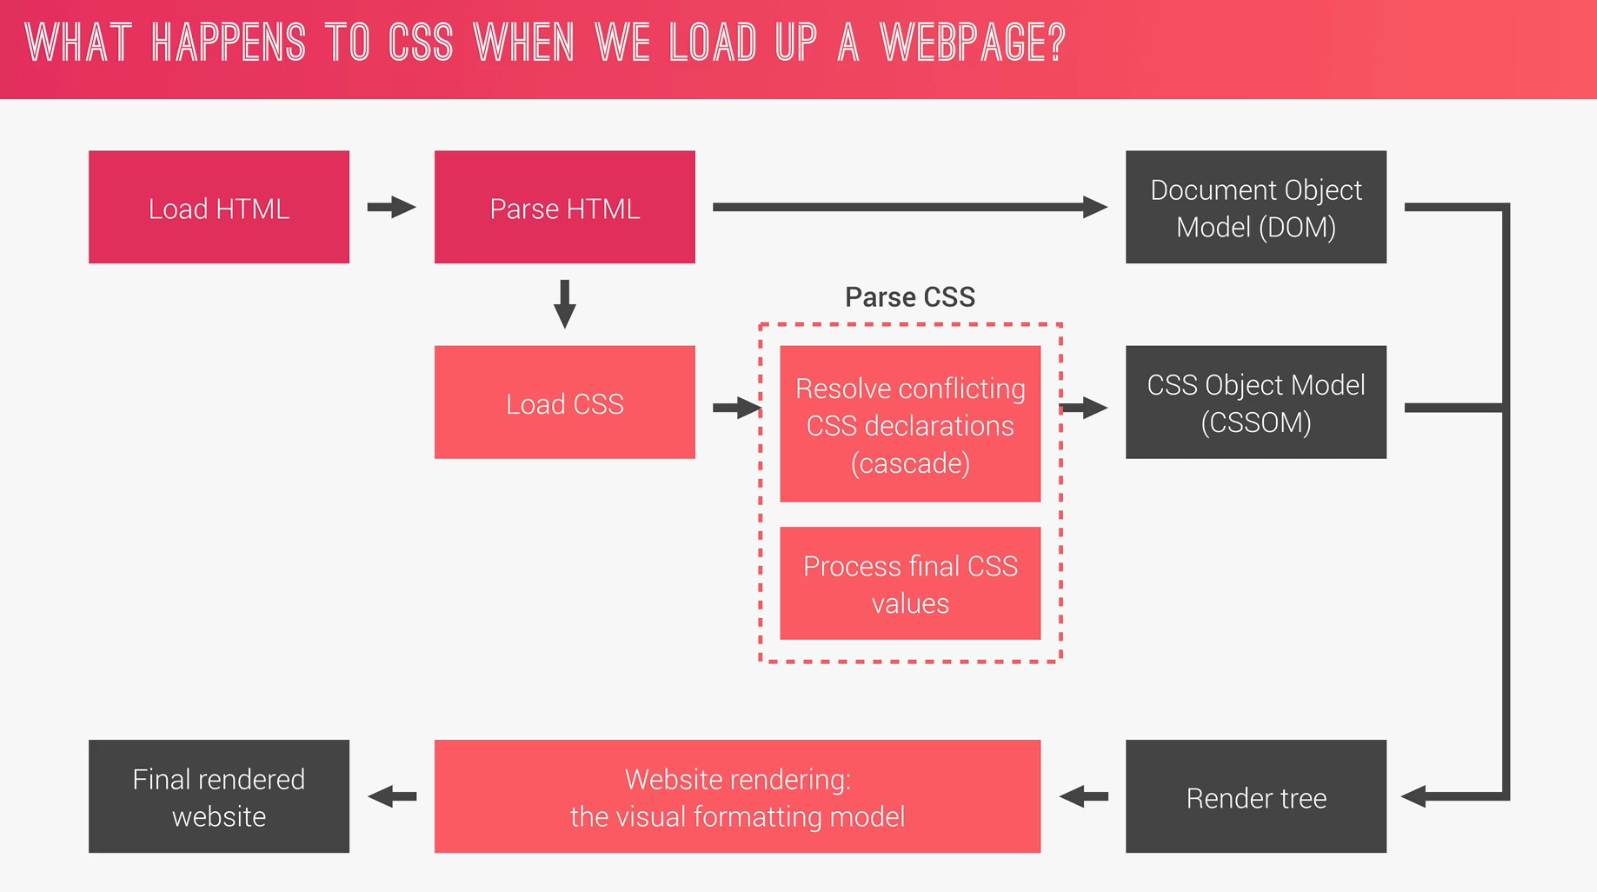 WHAT HAPPENS TO CSS WHEN WE LOAD UP A WEBPAGE?
Load HTML
Parse HTML
Document Object
Model (DOM)
Parse CSS
Load CSS
Resolve conflicting
CSS declarations
(cascade)
CSS Object Model
(CSSOM)
Process final CSS
values
Final rendered
website
Website rendering:
the visual formatting model
Render tree